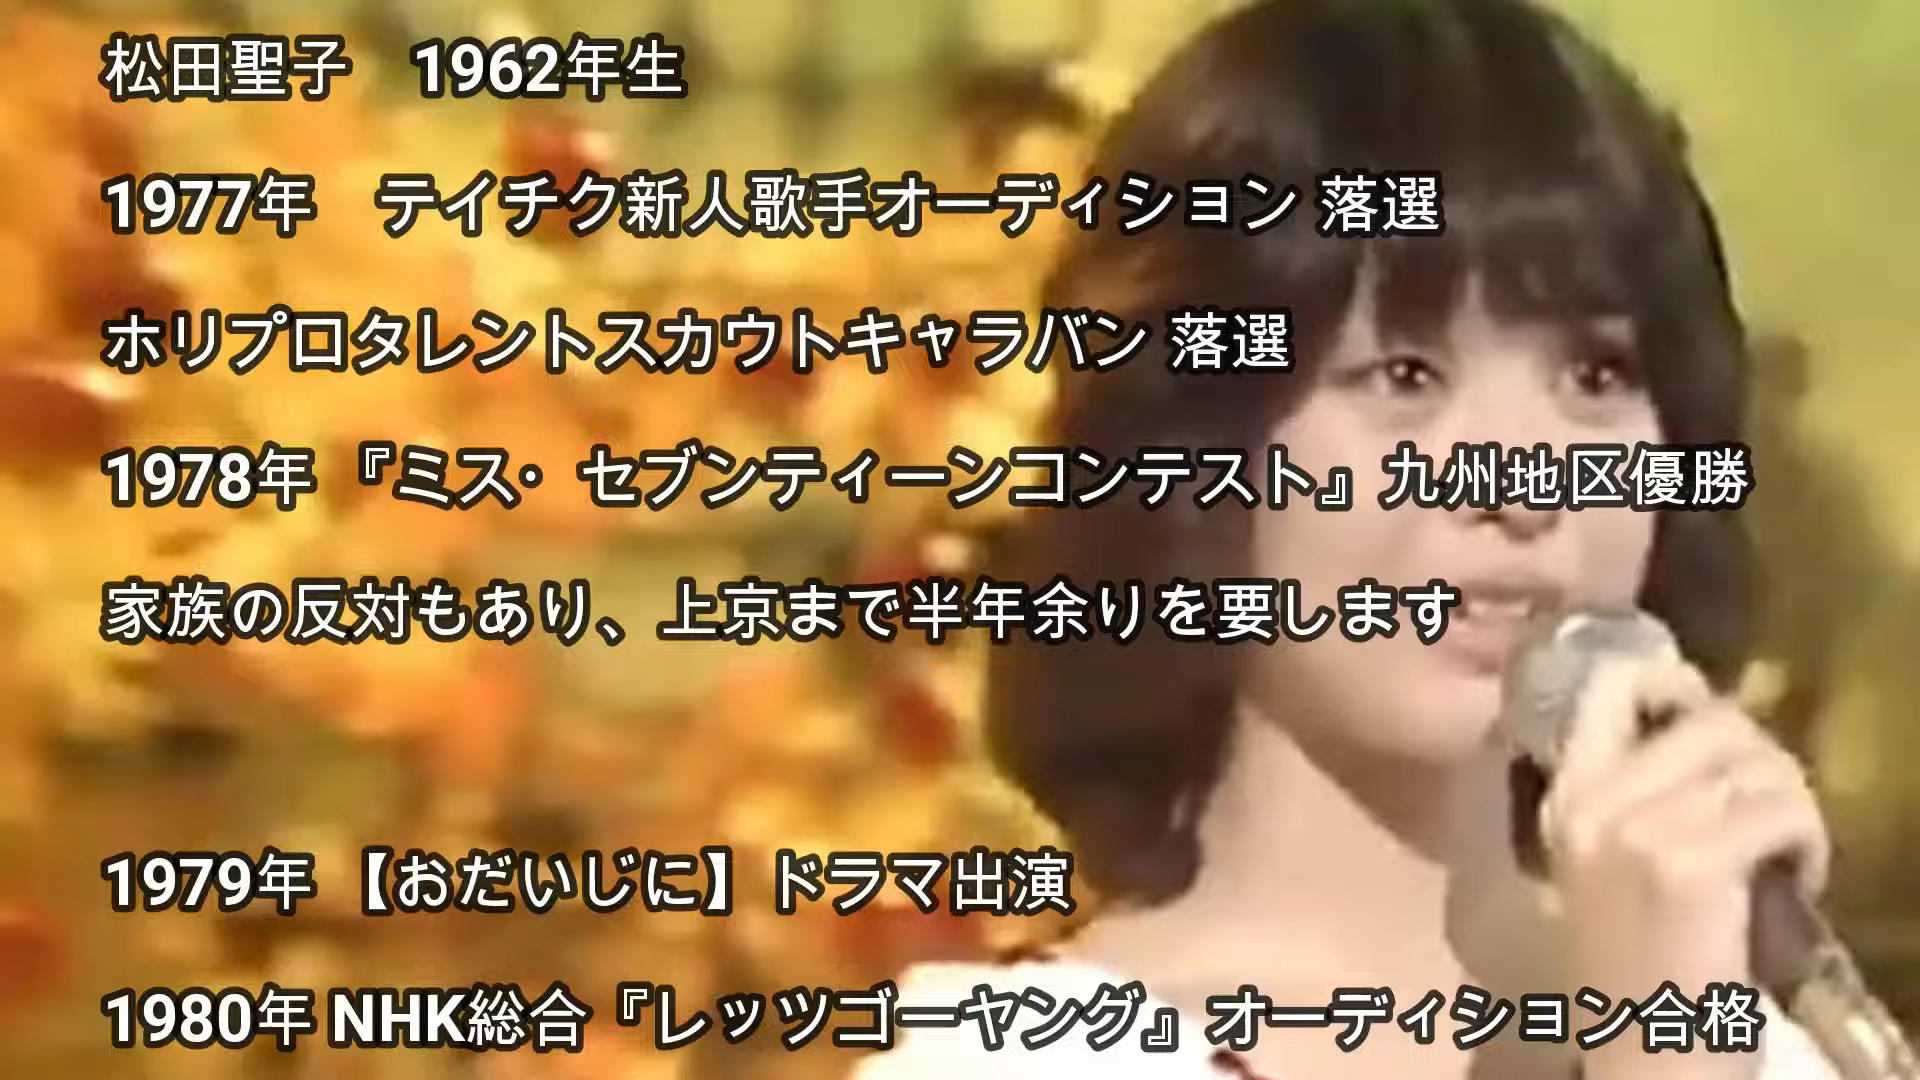 松田聖子　1962年生
1977年　テイチク新人歌手オーディション 落選
ホリプロタレントスカウトキャラバン 落選
1978年 『ミス・セブンティーンコンテスト』九州地区優勝
家族の反対もあり、上京まで半年余りを要します
1979年 【おだいじに】ドラマ出演
1980年 NHK総合『レッツゴーヤング』オーディション合格